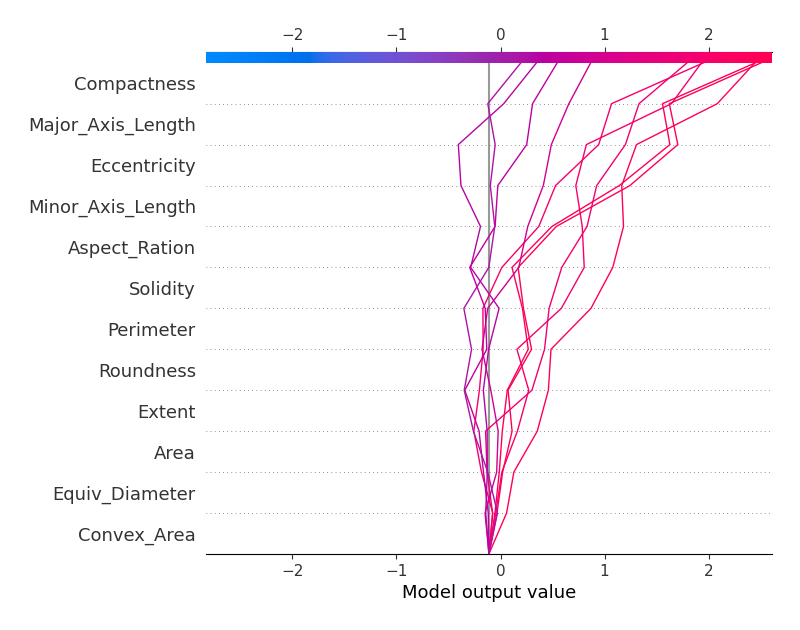 −2 −1 0 1 2
Compactness
Major_Axis_Length
Eccentricity
Minor_Axis_Length
Aspect_Ration
Solidity
Perimeter
Roundness
Extent
Area
Equiv_Diameter
Convex_Area
−2 −1 0 1 2
Model output value